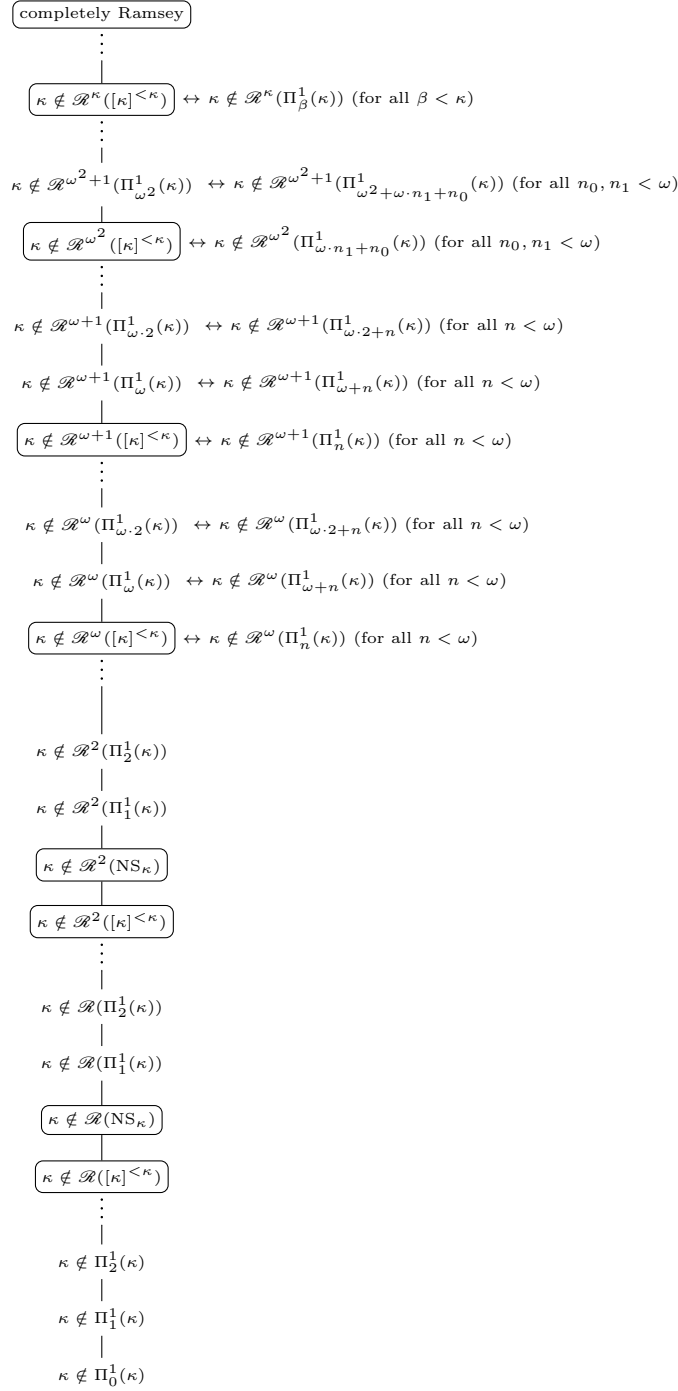 completely Ramsey
κ ∉ ℛ^κ([κ]^{<κ}) ↔ κ ∉ ℛ^κ(Π^1_β(κ)) (for all β < κ)
κ ∉ ℛ^{ω^2+1}(Π^1_{ω^2}(κ)) ↔ κ ∉ ℛ^{ω^2+1}(Π^1_{ω^2+ω·n_1+n_0}(κ)) (for all n_0, n_1 < ω)
κ ∉ ℛ^{ω^2}([κ]^{<κ}) ↔ κ ∉ ℛ^{ω^2}(Π^1_{ω·n_1+n_0}(κ)) (for all n_0, n_1 < ω)
κ ∉ ℛ^{ω+1}(Π^1_{ω·2}(κ)) ↔ κ ∉ ℛ^{ω+1}(Π^1_{ω·2+n}(κ)) (for all n < ω)
κ ∉ ℛ^{ω+1}(Π^1_ω(κ)) ↔ κ ∉ ℛ^{ω+1}(Π^1_{ω+n}(κ)) (for all n < ω)
κ ∉ ℛ^{ω+1}([κ]^{<κ}) ↔ κ ∉ ℛ^{ω+1}(Π^1_n(κ)) (for all n < ω)
κ ∉ ℛ^ω(Π^1_{ω·2}(κ)) ↔ κ ∉ ℛ^ω(Π^1_{ω·2+n}(κ)) (for all n < ω)
κ ∉ ℛ^ω(Π^1_ω(κ)) ↔ κ ∉ ℛ^ω(Π^1_{ω+n}(κ)) (for all n < ω)
κ ∉ ℛ^ω([κ]^{<κ}) ↔ κ ∉ ℛ^ω(Π^1_n(κ)) (for all n < ω)
κ ∉ ℛ^2(Π^1_2(κ))
κ ∉ ℛ^2(Π^1_1(κ))
κ ∉ ℛ^2(NS_κ)
κ ∉ ℛ^2([κ]^{<κ})
κ ∉ ℛ(Π^1_2(κ))
κ ∉ ℛ(Π^1_1(κ))
κ ∉ ℛ(NS_κ)
κ ∉ ℛ([κ]^{<κ})
κ ∉ Π^1_2(κ)
κ ∉ Π^1_1(κ)
κ ∉ Π^1_0(κ)